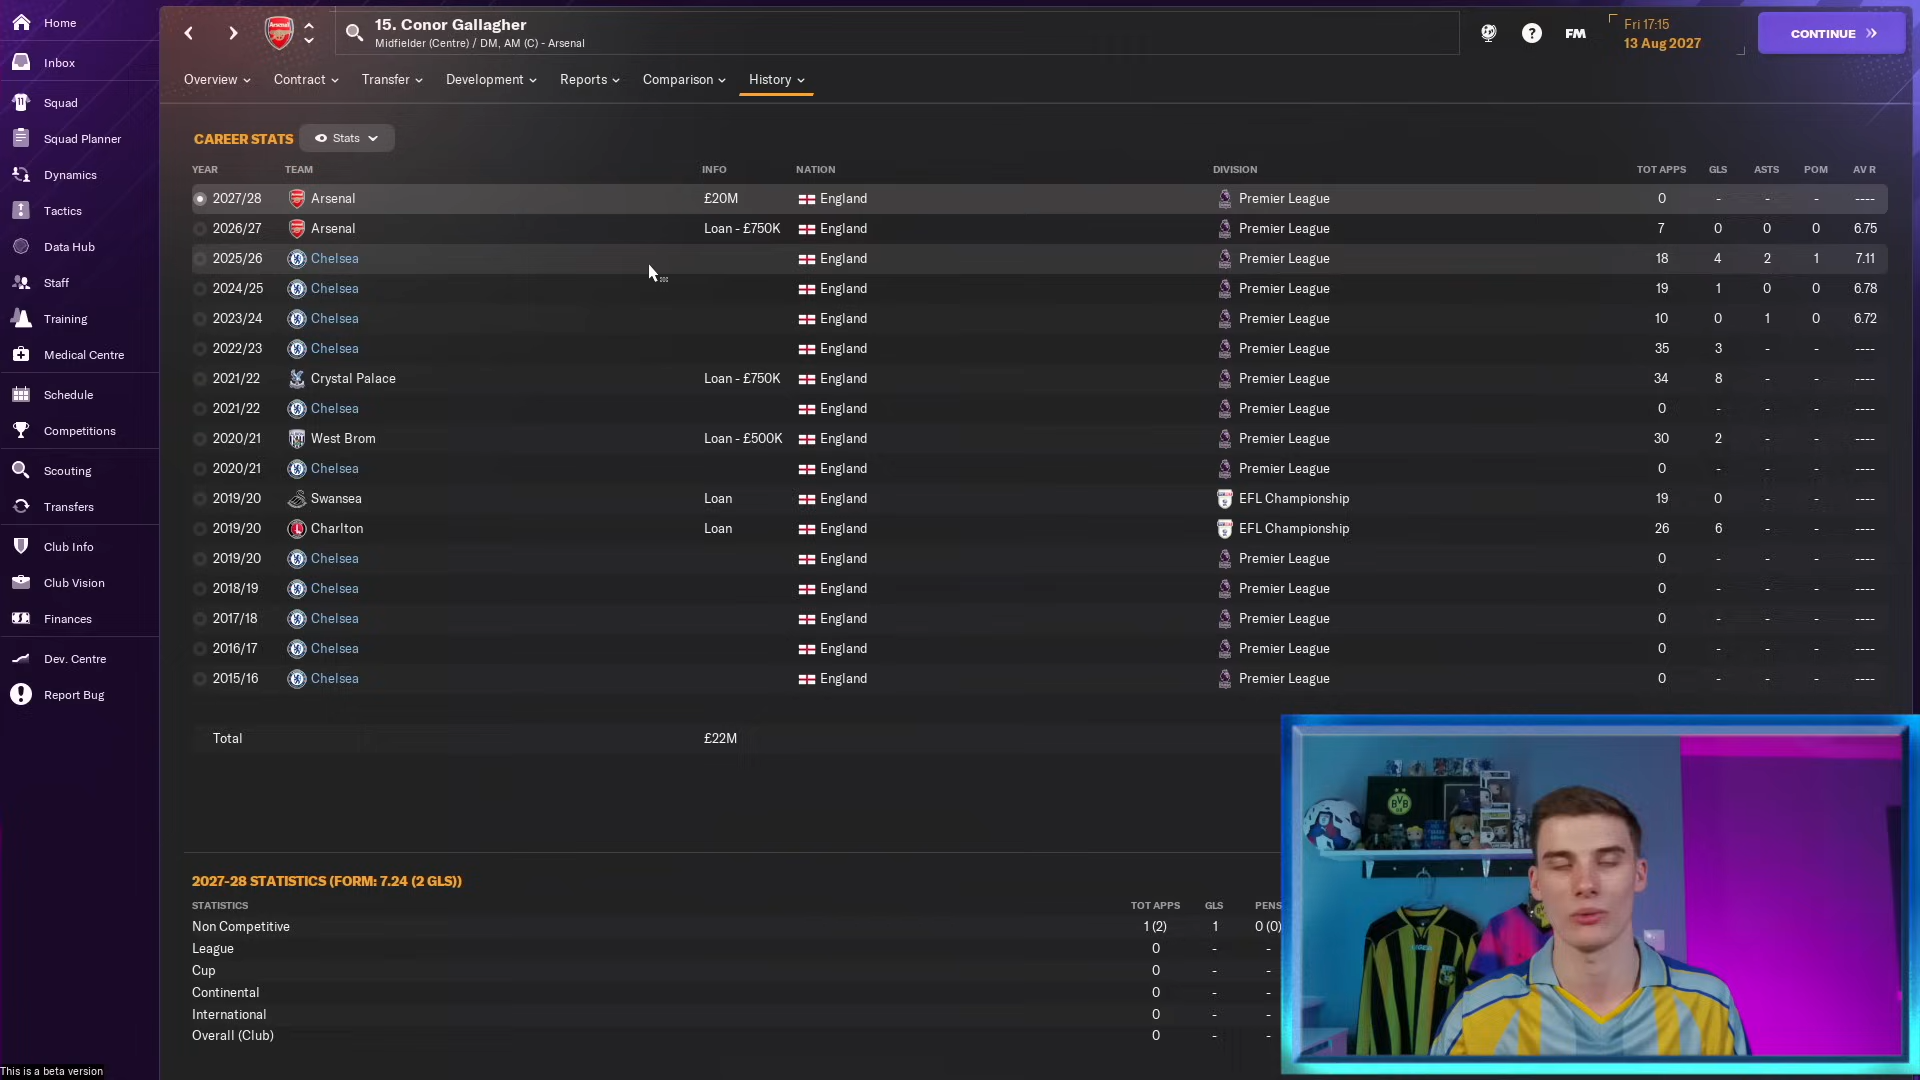 Home
Inbox
Squad
Squad Planner
Dynamics
Tactics
Data Hub
Staff
Training
Medical Centre
Schedule
Competitions
Scouting
Transfers
Club Info
Club Vision
Finances
Dev. Centre
Report Bug
This is a beta version
15. Conor Gallagher
Midfielder (Centre) / DM, AM (C) - Arsenal
FM
Fri 17:15
13 Aug 2027
CONTINUE
Overview Contract Transfer Development Reports Comparison History
CAREER STATS Stats
YEAR TEAM INFO NATION DIVISION TOT APPS GLS ASTS POM AV R
2027/28 Arsenal £20M England Premier League 0 - - - ----
2026/27 Arsenal Loan - £750K England Premier League 7 0 0 0 6.75
2025/26 Chelsea England Premier League 18 4 2 1 7.11
2024/25 Chelsea England Premier League 19 1 0 0 6.78
2023/24 Chelsea England Premier League 10 0 1 0 6.72
2022/23 Chelsea England Premier League 35 3 - - ----
2021/22 Crystal Palace Loan - £750K England Premier League 34 8 - - ----
2021/22 Chelsea England Premier League 0 - - - ----
2020/21 West Brom Loan - £500K England Premier League 30 2 - - ----
2020/21 Chelsea England Premier League 0 - - - ----
2019/20 Swansea Loan England EFL Championship 19 0 - - ----
2019/20 Charlton Loan England EFL Championship 26 6 - - ----
2019/20 Chelsea England Premier League 0 - - - ----
2018/19 Chelsea England Premier League 0 - - - ----
2017/18 Chelsea England Premier League 0 - - - ----
2016/17 Chelsea England Premier League 0 - - - ----
2015/16 Chelsea England Premier League 0 - - - ----
Total £22M
2027-28 STATISTICS (FORM: 7.24 (2 GLS))
STATISTICS TOT APPS GLS PENS
Non Competitive 1 (2) 1 0 (0)
League 0 - -
Cup 0 - -
Continental 0 - -
International 0 - -
Overall (Club) 0 - -
BVB